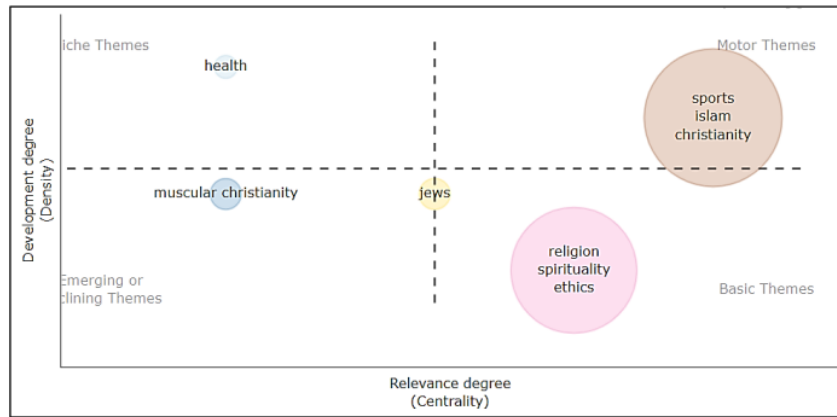 iche Themes
Motor Themes
health
sports
islam
christianity
muscular christianity
jews
religion
spirituality
ethics
Emerging or
clining Themes
Basic Themes
Development degree
(Density)
Relevance degree
(Centrality)